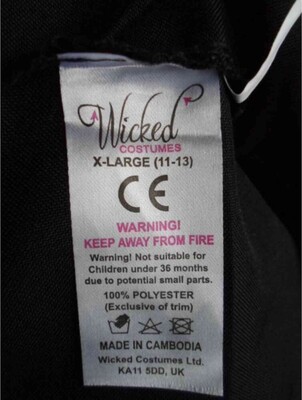 Wicked
COSTUMES
X-LARGE (11-13)
CE
WARNING!
KEEP AWAY FROM FIRE
Warning! Not suitable for
Children under 36 months
due to potential small parts.
100% POLYESTER
(Exclusive of trim)
MADE IN CAMBODIA
Wicked Costumes Ltd.
KA11 5DD, UK